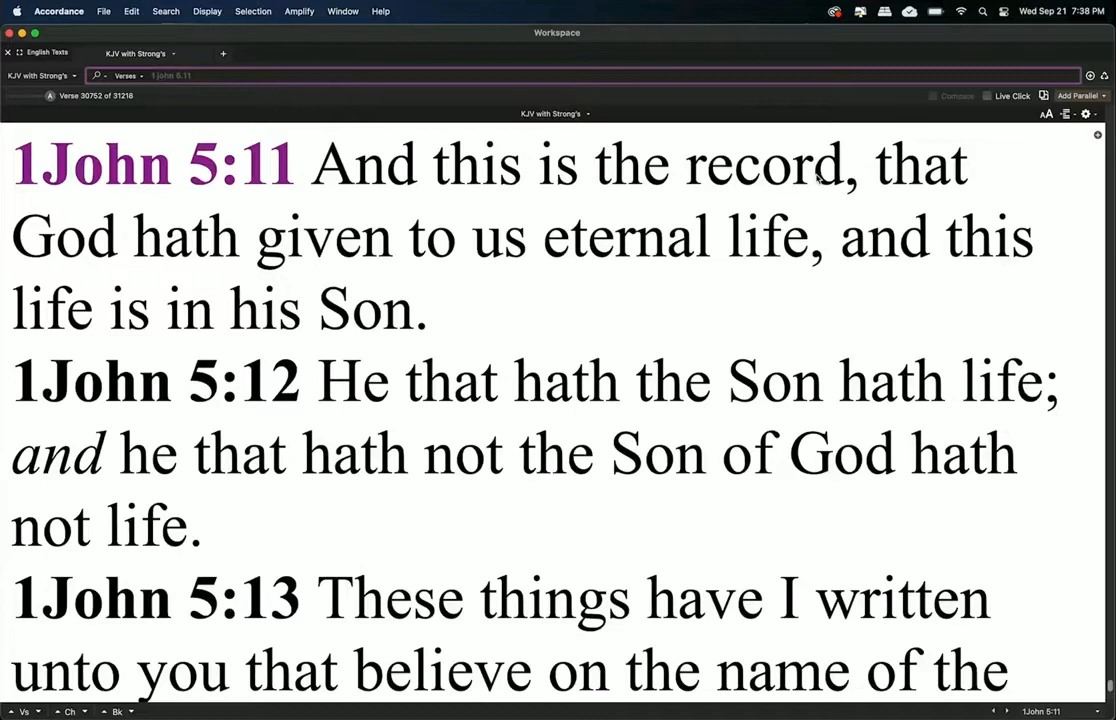 Accordance File Edit Search Display Selection Amplify Window Help Wed Sep 21 7:38 PM
Workspace
English Texts KJV with Strong's +
KJV with Strong's Verses 1john 5.11
A Verse 30752 of 31218 Compare Live Click Add Parallel
KJV with Strong's AA
1John 5:11 And this is the record, that
God hath given to us eternal life, and this
life is in his Son.
1John 5:12 He that hath the Son hath life;
and he that hath not the Son of God hath
not life.
1John 5:13 These things have I written
unto you that believe on the name of the
Vs Ch Bk 1John 5:11